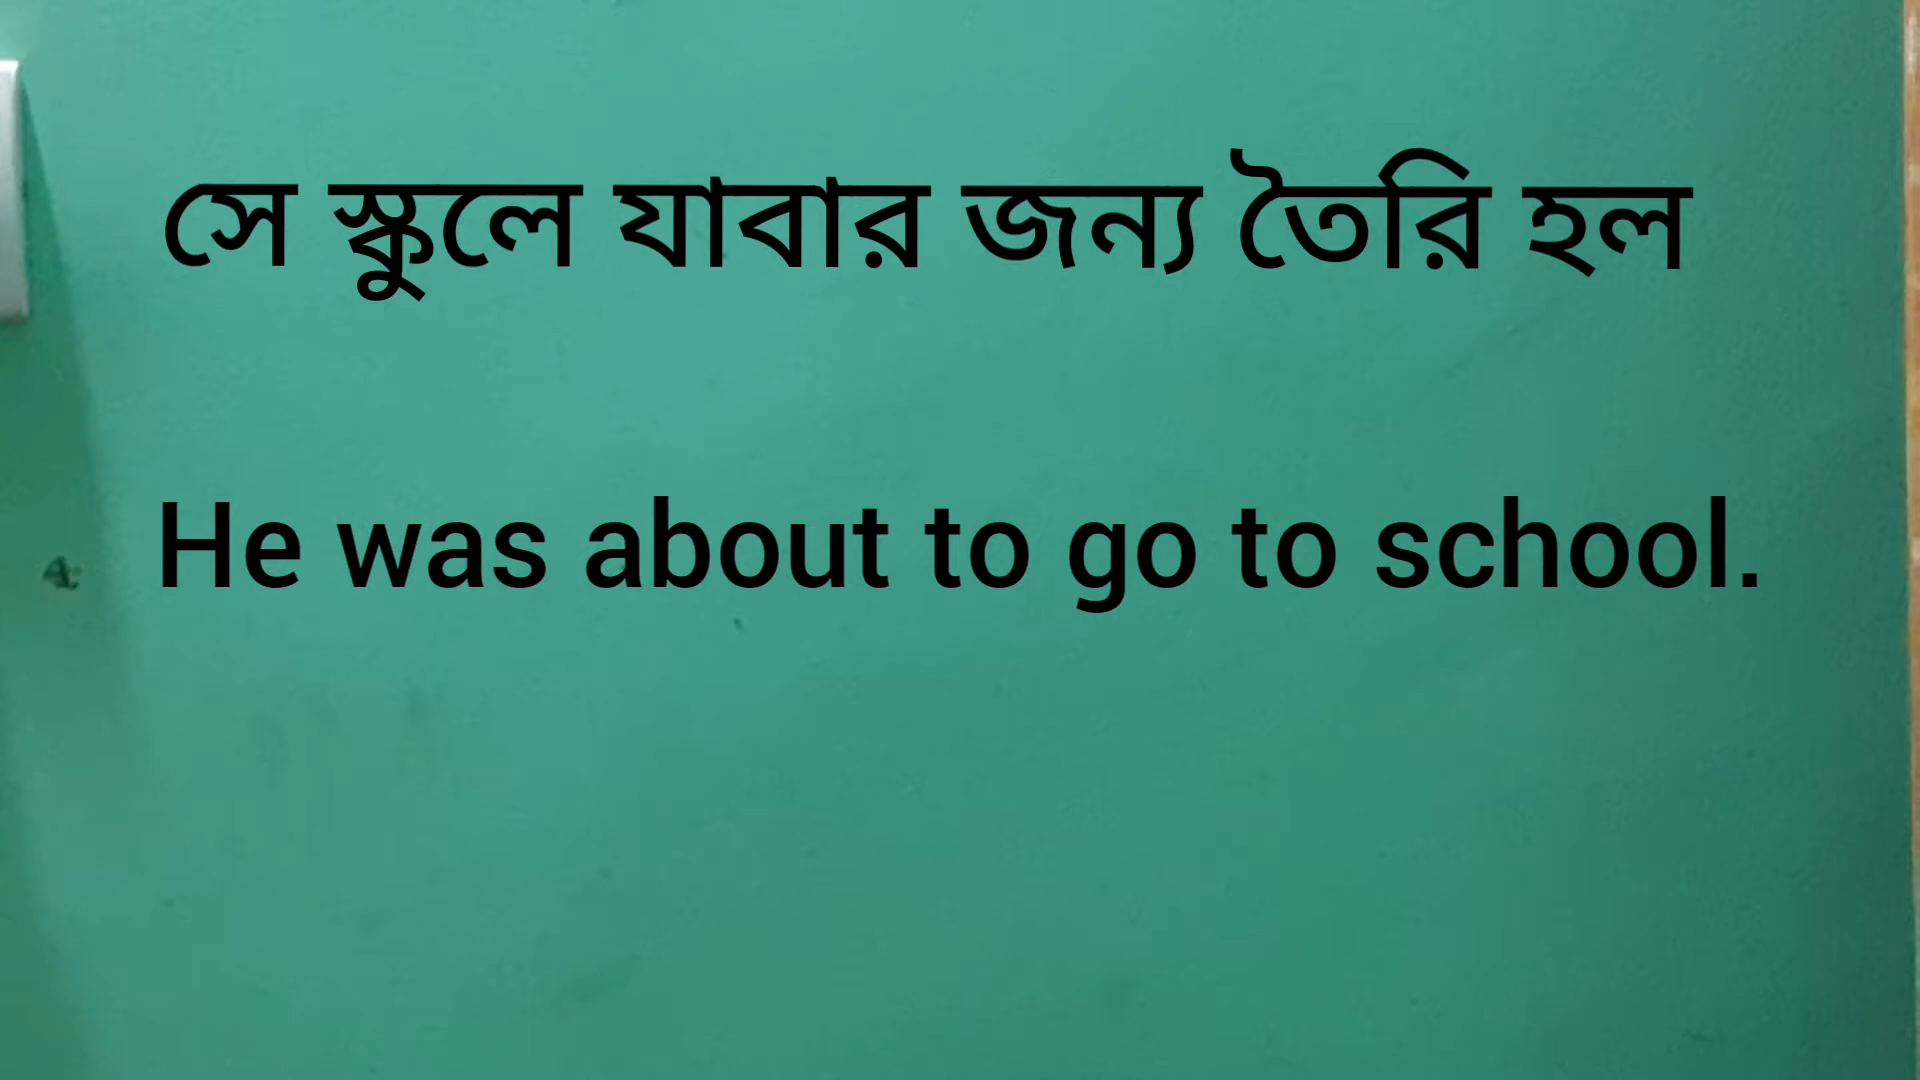 সে স্কুলে যাবার জন্য তৈরি হল
He was about to go to school.